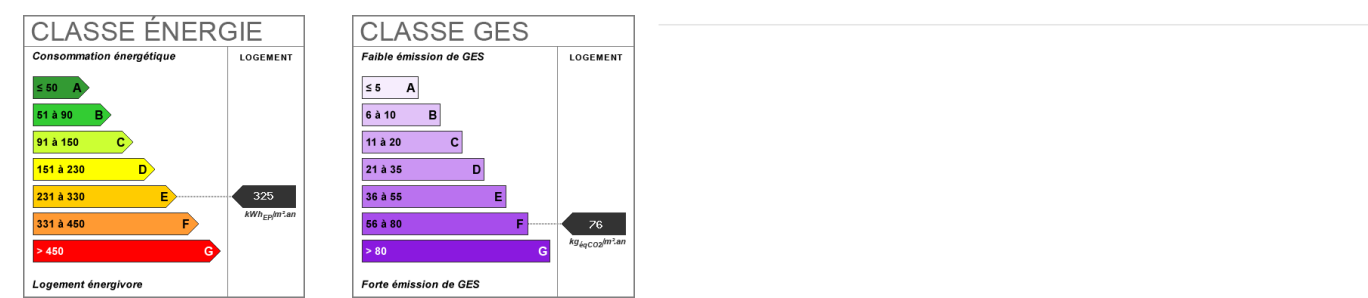 CLASSE ÉNERGIE
Consommation énergétique
LOGEMENT
≤ 50 A
51 à 90 B
91 à 150 C
151 à 230 D
231 à 330 E
325
kWhEP/m².an
331 à 450 F
> 450 G
Logement énergivore
CLASSE GES
Faible émission de GES
LOGEMENT
≤ 5 A
6 à 10 B
11 à 20 C
21 à 35 D
36 à 55 E
56 à 80 F
76
kgéqCO2/m².an
> 80 G
Forte émission de GES